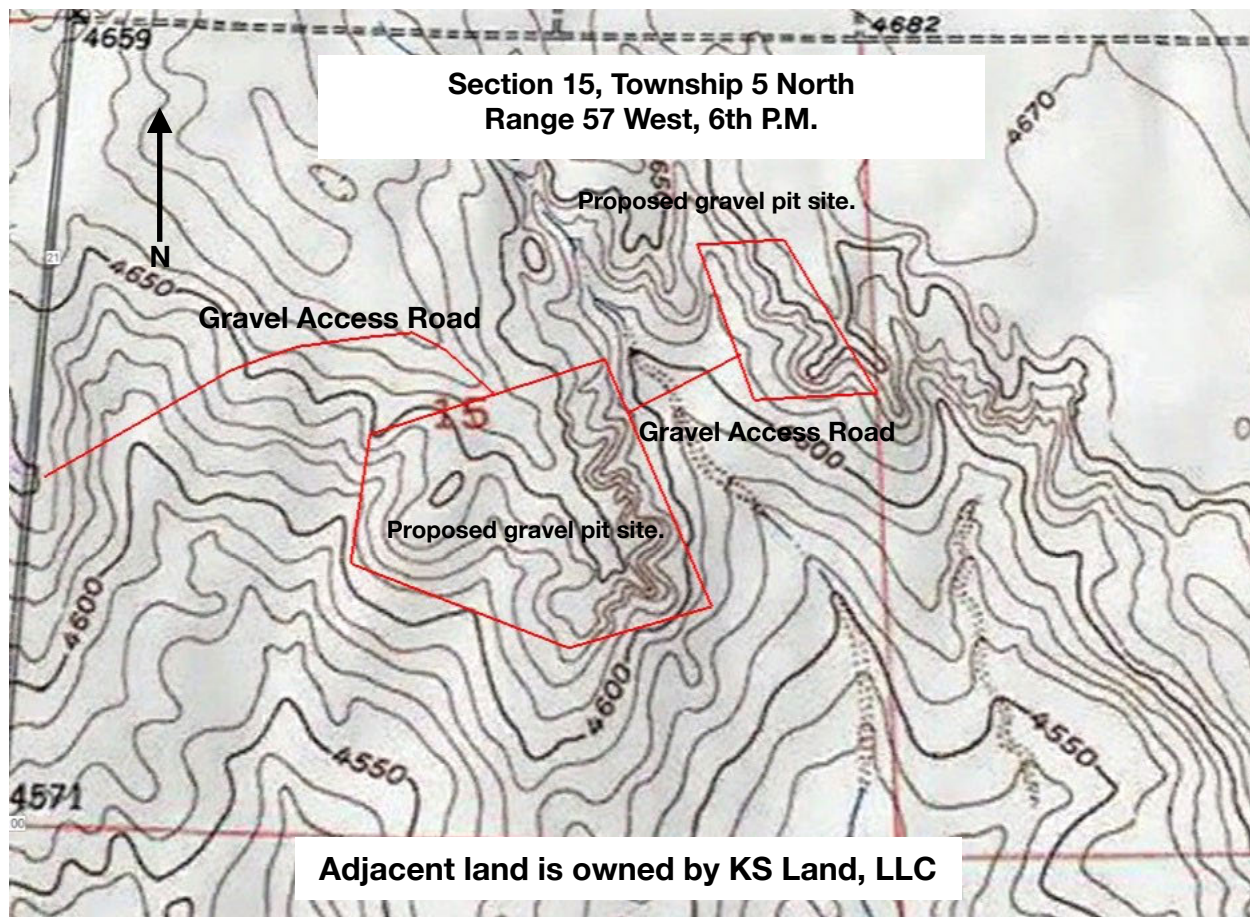 4659
4682
Section 15, Township 5 North
Range 57 West, 6th P.M.
4670
Proposed gravel pit site.
21
N
4650
Gravel Access Road
15
Gravel Access Road
Proposed gravel pit site.
4600
4600
4550
4550
4571
00
Adjacent land is owned by KS Land, LLC